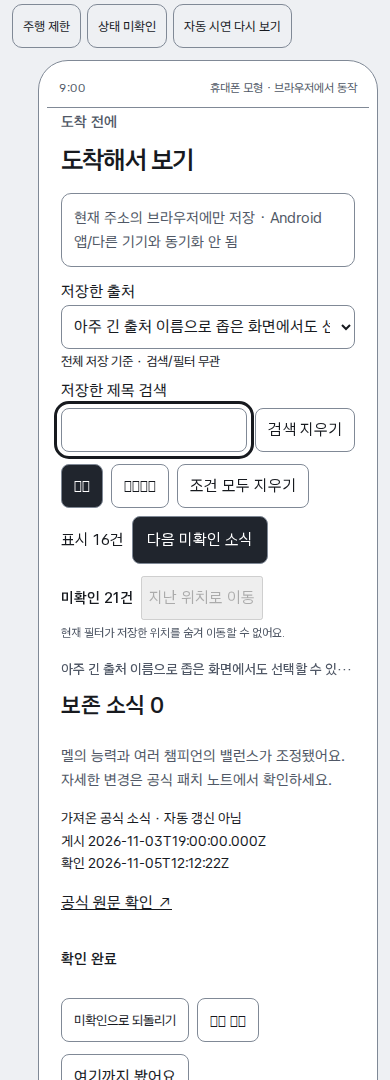 주행 제한
상태 미확인
자동 시연 다시 보기
9:00
휴대폰 모형 · 브라우저에서 동작
도착 전에
도착해서 보기
현재 주소의 브라우저에만 저장 · Android
앱/다른 기기와 동기화 안 됨
저장한 출처
아주 긴 출처 이름으로 좁은 화면에서도
전체 저장 기준 · 검색/필터 무관
저장한 제목 검색
검색 지우기
조건 모두 지우기
표시 16건
다음 미확인 소식
미확인 21건
지난 위치로 이동
현재 필터가 저장한 위치를 숨겨 이동할 수 없어요.
아주 긴 출처 이름으로 좁은 화면에서도 선택할 수 있…
보존 소식 0
멜의 능력과 여러 챔피언의 밸런스가 조정됐어요.
자세한 변경은 공식 패치 노트에서 확인하세요.
가져온 공식 소식 · 자동 갱신 아님
게시 2026-11-03T19:00:00.000Z
확인 2026-11-05T12:12:22Z
공식 원문 확인 ↗
확인 완료
미확인으로 되돌리기
여기까지 봤어요